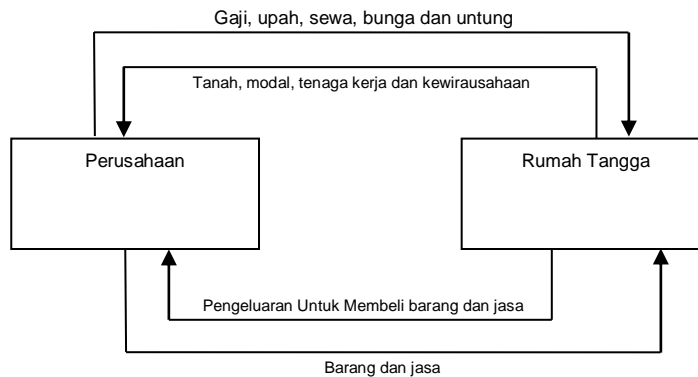 Gaji, upah, sewa, bunga dan untung
Tanah, modal, tenaga kerja dan kewirausahaan
Perusahaan
Rumah Tangga
Pengeluaran Untuk Membeli barang dan jasa
Barang dan jasa